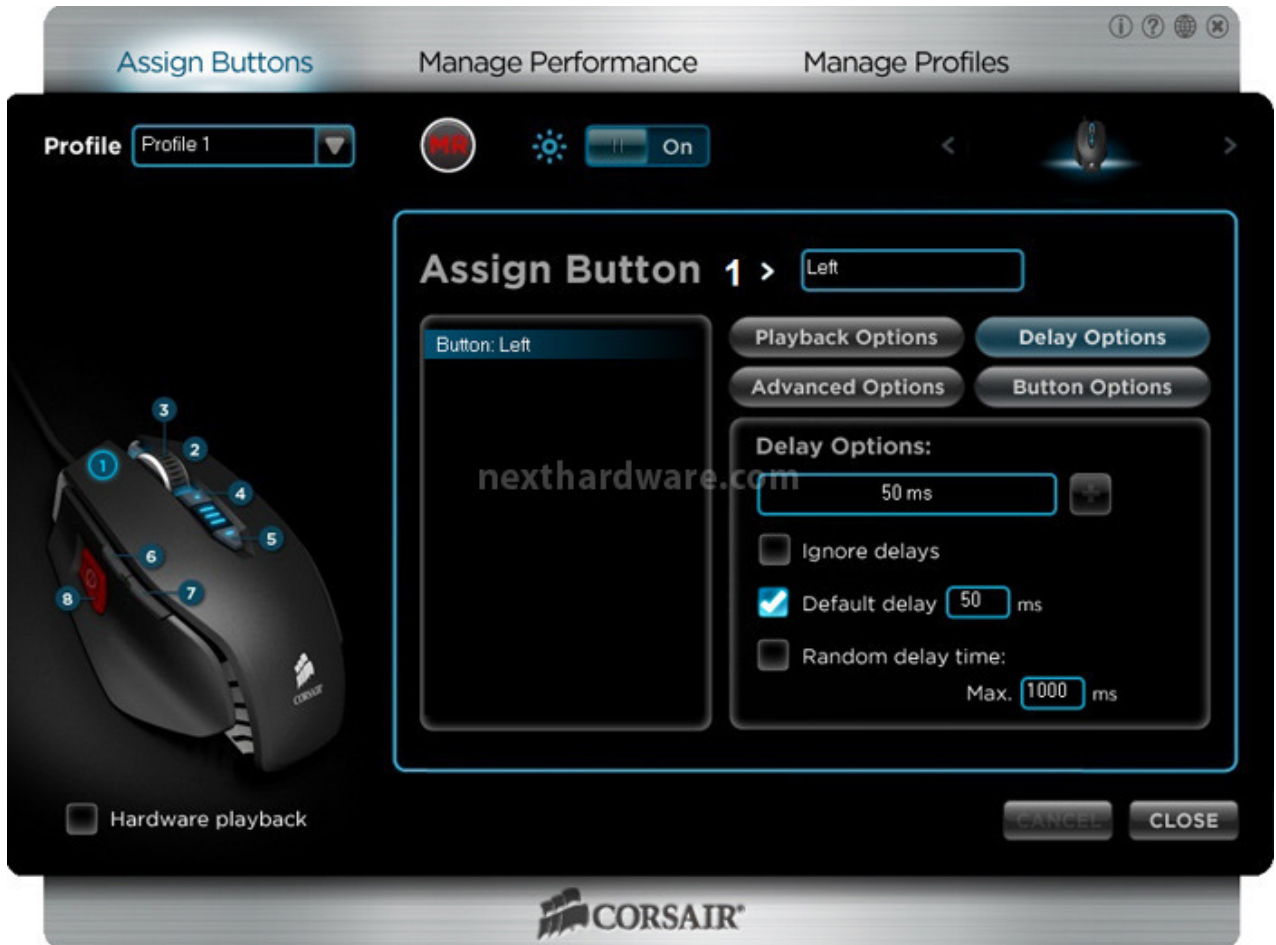 Assign Buttons
Manage Performance
Manage Profiles
Profile
Profile 1
MR
On
Assign Button 1 >
Left
Button: Left
Playback Options
Delay Options
Advanced Options
Button Options
Delay Options:
50 ms
Ignore delays
Default delay 50 ms
Random delay time:
Max. 1000 ms
nexthardware.com
3
2
1
4
5
6
7
8
CORSAIR
Hardware playback
CANCEL
CLOSE
CORSAIR